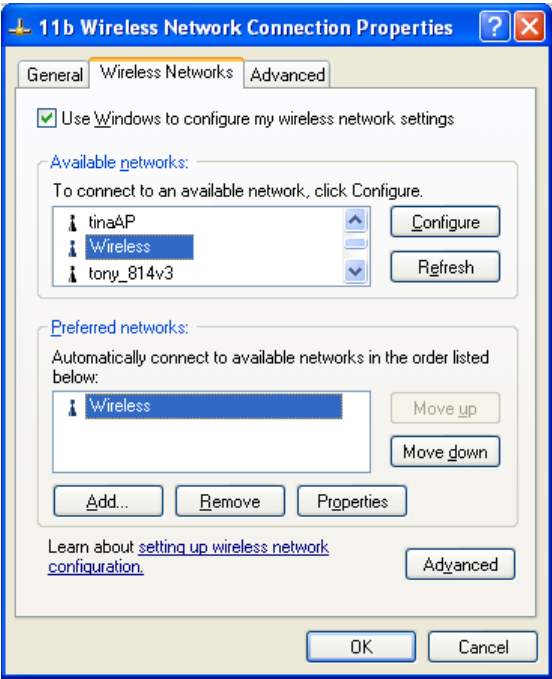 11b Wireless Network Connection Properties
General Wireless Networks Advanced
Use Windows to configure my wireless network settings
Available networks:
To connect to an available network, click Configure.
tinaAP
Wireless
tony_814v3
Configure
Refresh
Preferred networks:
Automatically connect to available networks in the order listed
below:
Wireless
Move up
Move down
Add... Remove Properties
Learn about setting up wireless network
configuration.
Advanced
OK Cancel